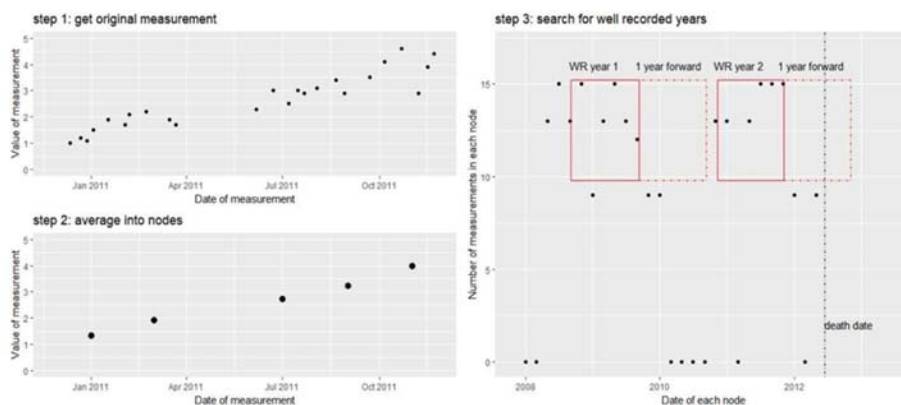 step 1: get original measurement
Value of measurement
5
4
3
2
1
0
Jan 2011
Apr 2011
Jul 2011
Oct 2011
Date of measurement
step 2: average into nodes
Value of measurement
5
4
3
2
1
0
Jan 2011
Apr 2011
Jul 2011
Oct 2011
Date of measurement
step 3: search for well recorded years
Number of measurements in each node
15
10
5
0
WR year 1
1 year forward
WR year 2
1 year forward
death date
2008
2010
2012
Date of each node